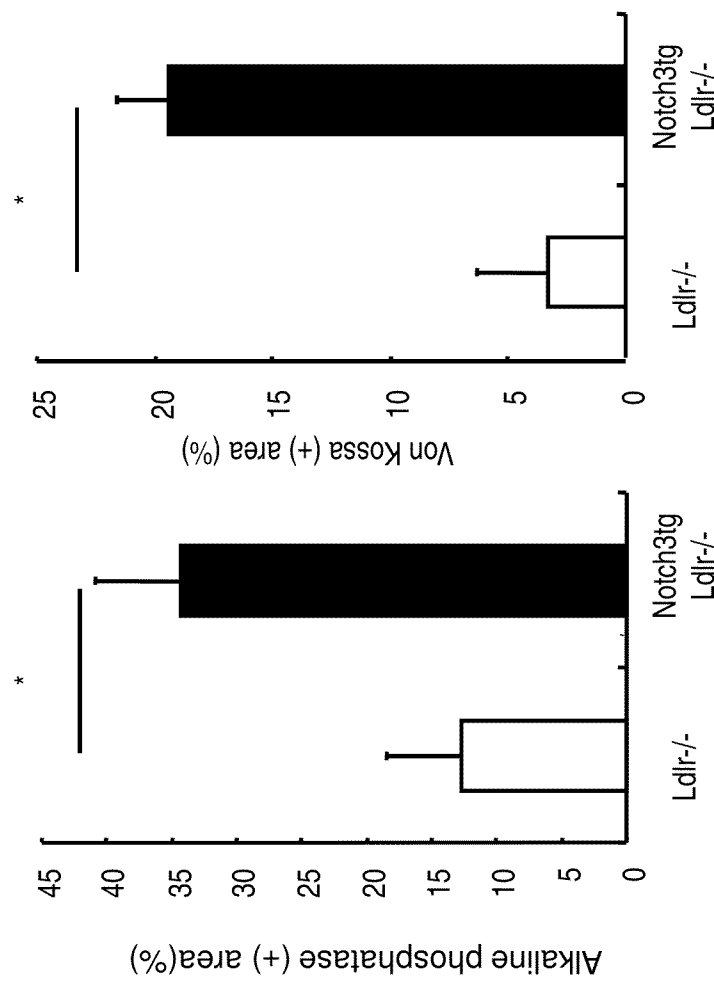 Alkaline phosphatase (+) area(%)
45
40
35
30
25
20
15
10
5
0
*
Ldlr-/-
Notch3tg
Ldlr-/-
Von Kossa (+) area (%)
25
20
15
10
5
0
*
Ldlr-/-
Notch3tg
Ldlr-/-